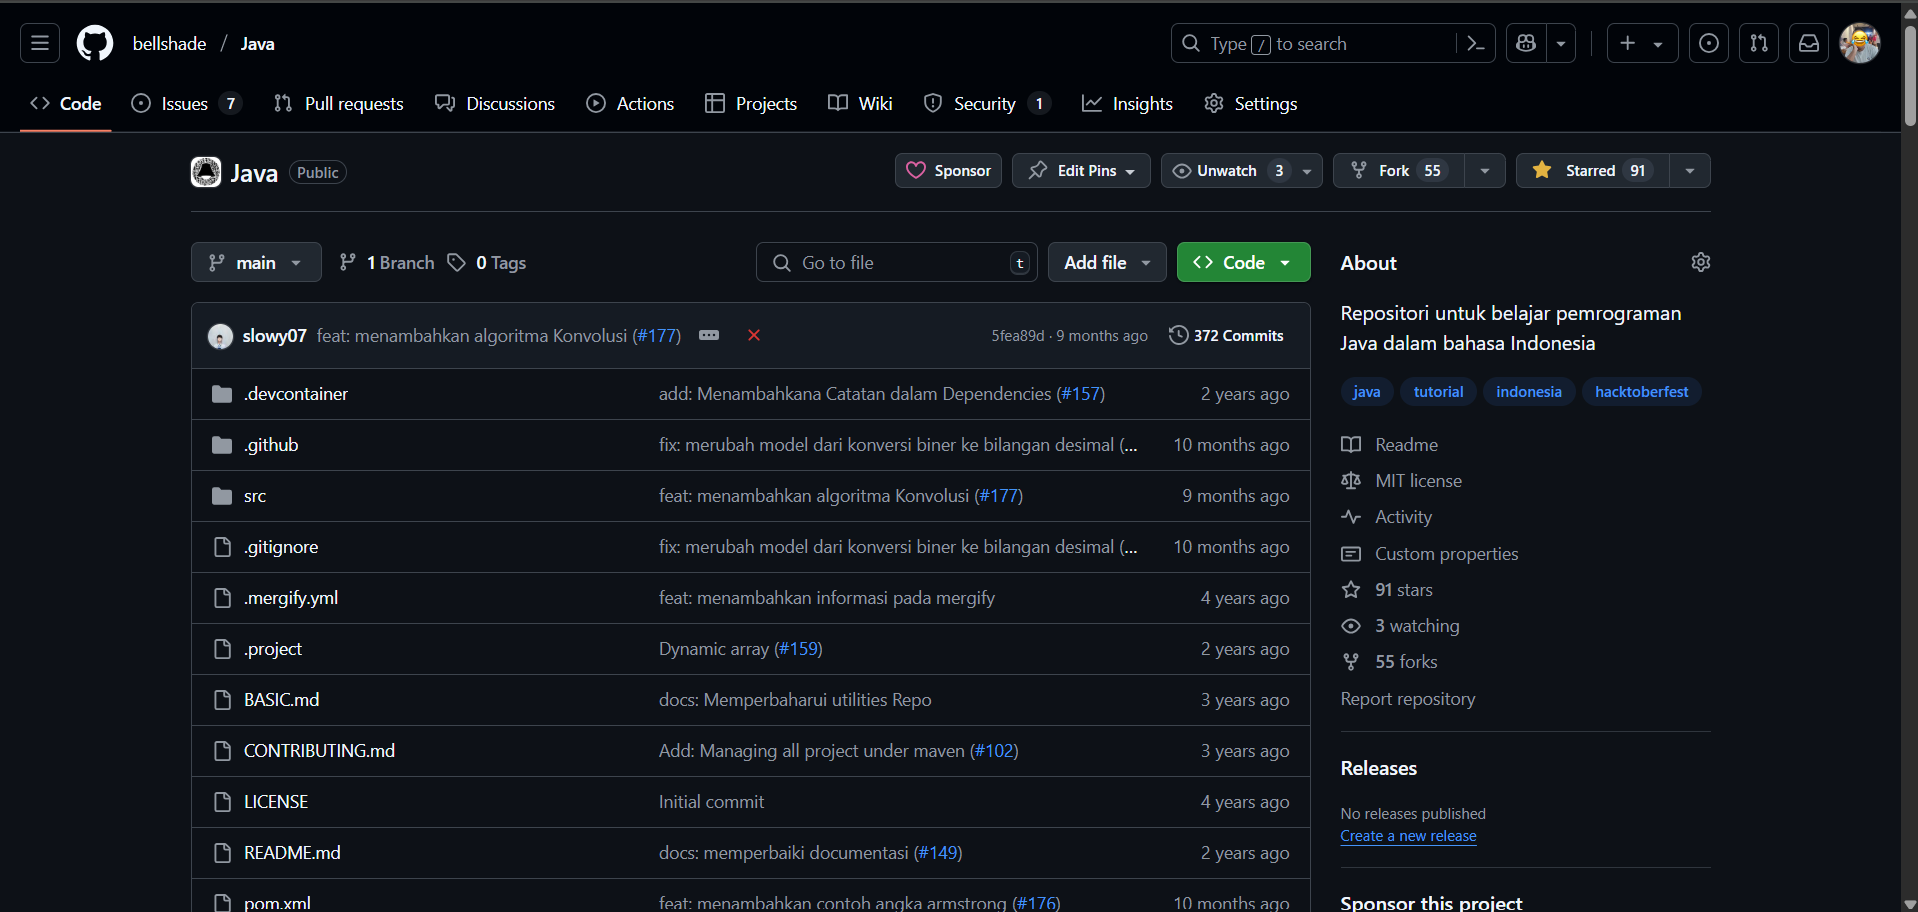 bellshade / Java
Type / to search
Code
Issues 7
Pull requests
Discussions
Actions
Projects
Wiki
Security 1
Insights
Settings
Java Public
Sponsor
Edit Pins
Unwatch 3
Fork 55
Starred 91
main
1 Branch
0 Tags
Go to file
t
Add file
Code
slowy07 feat: menambahkan algoritma Konvolusi (#177)
5fea89d · 9 months ago
372 Commits
.devcontainer add: Menambahkana Catatan dalam Dependencies (#157) 2 years ago
.github fix: merubah model dari konversi biner ke bilangan desimal (... 10 months ago
src feat: menambahkan algoritma Konvolusi (#177) 9 months ago
.gitignore fix: merubah model dari konversi biner ke bilangan desimal (... 10 months ago
.mergify.yml feat: menambahkan informasi pada mergify 4 years ago
.project Dynamic array (#159) 2 years ago
BASIC.md docs: Memperbaharui utilities Repo 3 years ago
CONTRIBUTING.md Add: Managing all project under maven (#102) 3 years ago
LICENSE Initial commit 4 years ago
README.md docs: memperbaiki documentasi (#149) 2 years ago
pom.xml feat: menambahkan contoh angka armstrong (#176) 10 months ago
About
Repositori untuk belajar pemrograman
Java dalam bahasa Indonesia
java tutorial indonesia hacktoberfest
Readme
MIT license
Activity
Custom properties
91 stars
3 watching
55 forks
Report repository
Releases
No releases published
Create a new release
Sponsor this project